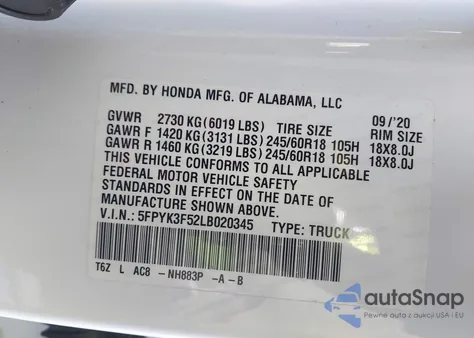 MFD. BY HONDA MFG. OF ALABAMA, LLC
GVWR 2730 KG(6019 LBS) TIRE SIZE 09/'20 RIM SIZE
GAWR F 1420 KG(3131 LBS) 245/60R18 105H 18X8.0J
GAWR R 1460 KG(3219 LBS) 245/60R18 105H 18X8.0J
THIS VEHICLE CONFORMS TO ALL APPLICABLE
FEDERAL MOTOR VEHICLE SAFETY
STANDARDS IN EFFECT ON THE DATE OF
MANUFACTURE SHOWN ABOVE.
V.I.N.: 5FPYK3F52LB020345 TYPE: TRUCK
T6Z L AC8 -NH883P -A -B
autoSnap
Pewne auta z aukcji USA i EU